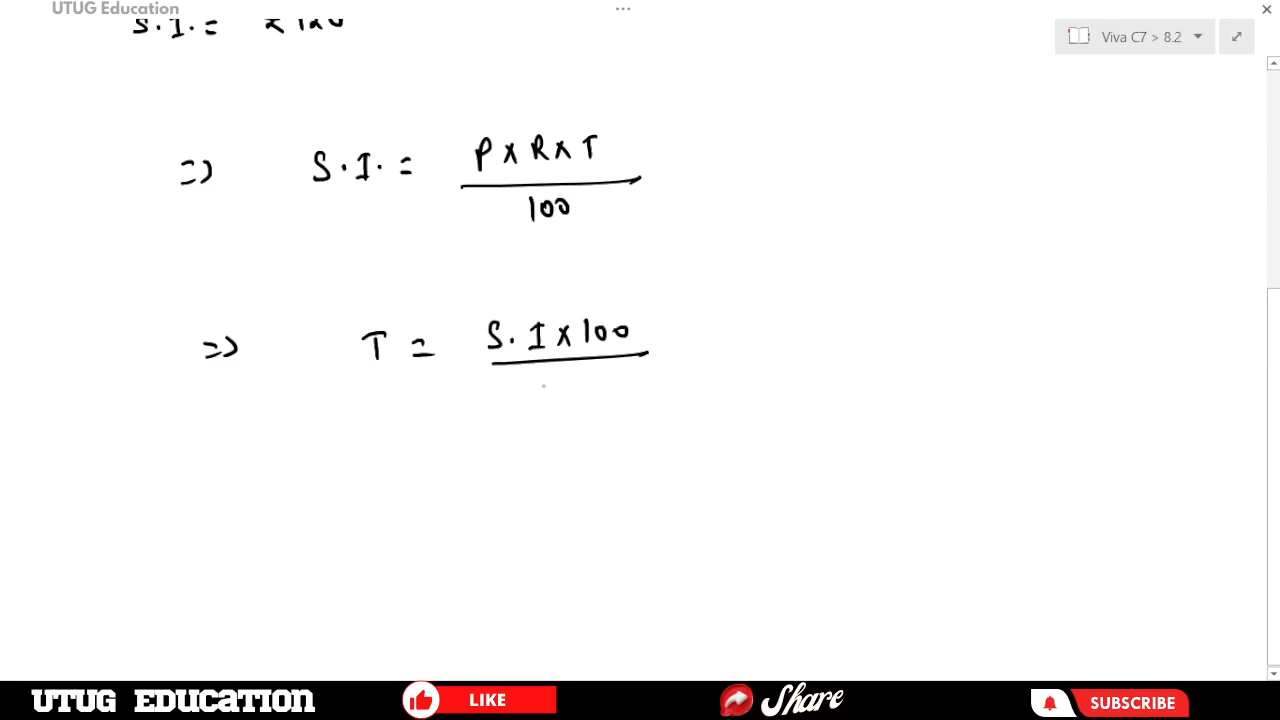 UTUG Education
S.I. =
Viva C7 > 8.2
=> S.I. = P x R x T
100
=> T = S.I x 100
UTUG EDUCATION LIKE Share SUBSCRIBE